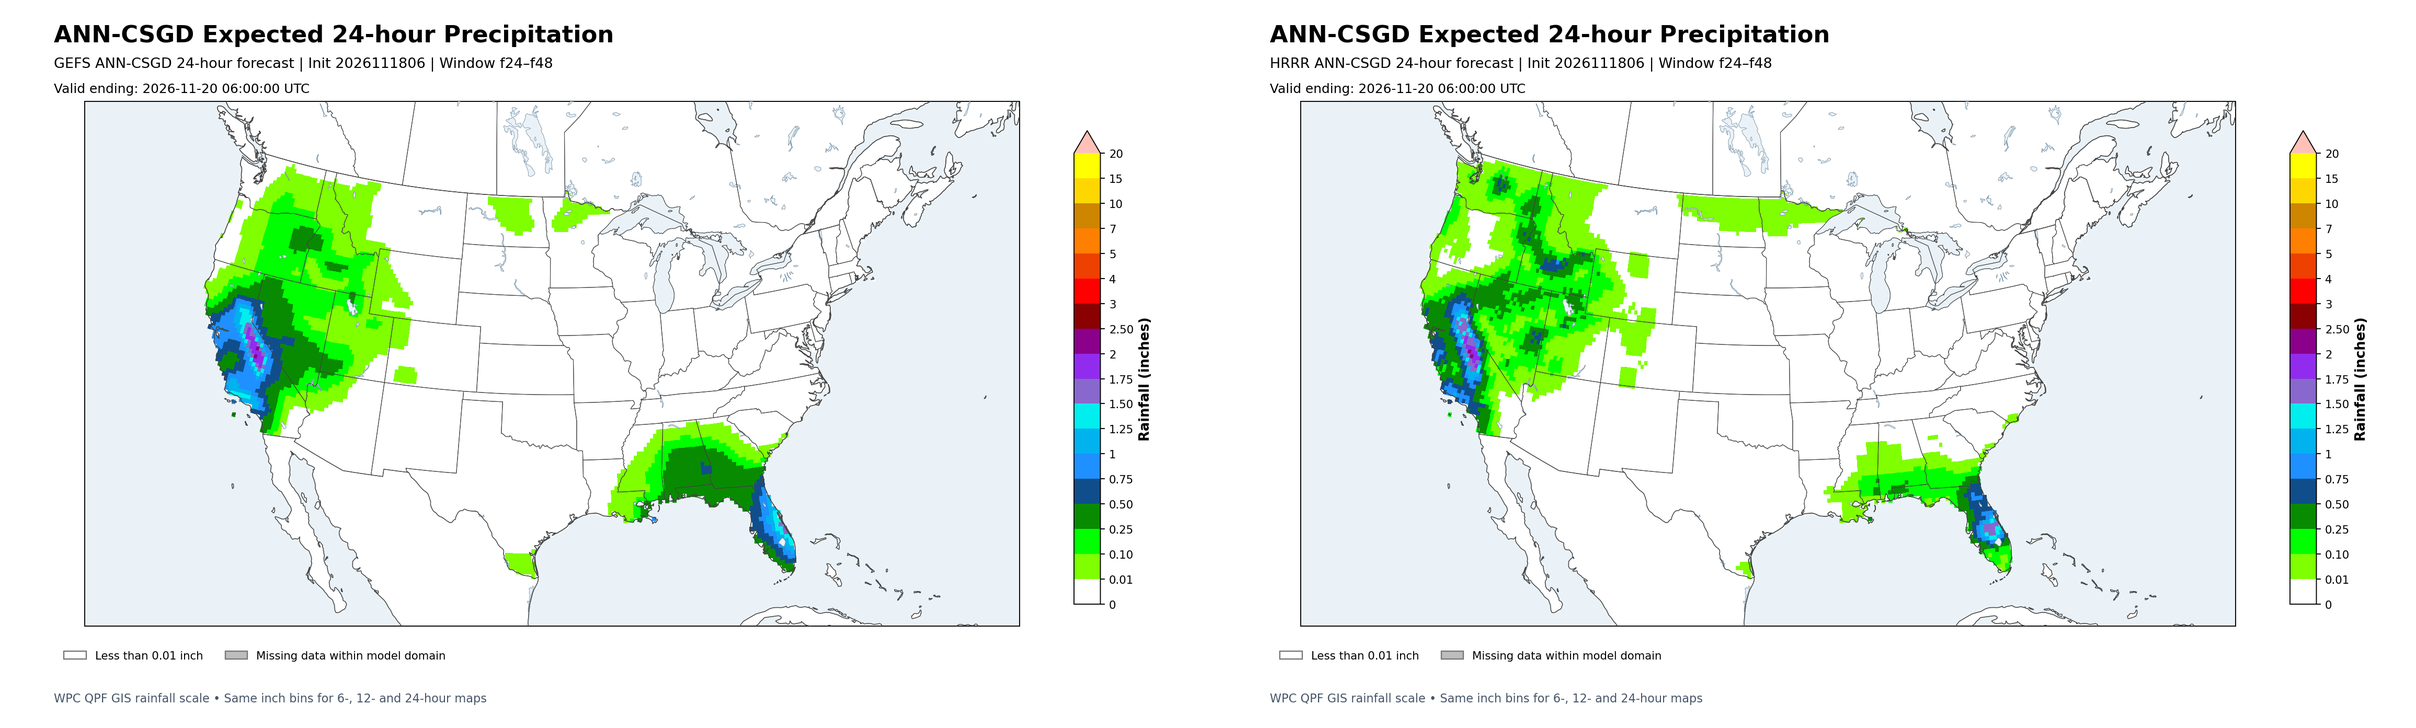 ANN-CSGD Expected 24-hour Precipitation
GEFS ANN-CSGD 24-hour forecast | Init 2026111806 | Window f24–f48
Valid ending: 2026-11-20 06:00:00 UTC
20
15
10
7
5
4
3
2.50
2
1.75
1.50
1.25
1
0.75
0.50
0.25
0.10
0.01
0
Rainfall (inches)
Less than 0.01 inch
Missing data within model domain
WPC QPF GIS rainfall scale • Same inch bins for 6-, 12- and 24-hour maps
ANN-CSGD Expected 24-hour Precipitation
HRRR ANN-CSGD 24-hour forecast | Init 2026111806 | Window f24–f48
Valid ending: 2026-11-20 06:00:00 UTC
20
15
10
7
5
4
3
2.50
2
1.75
1.50
1.25
1
0.75
0.50
0.25
0.10
0.01
0
Rainfall (inches)
Less than 0.01 inch
Missing data within model domain
WPC QPF GIS rainfall scale • Same inch bins for 6-, 12- and 24-hour maps